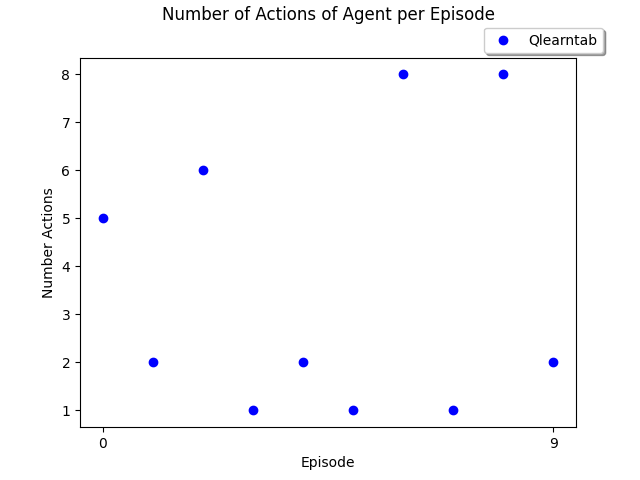 Number of Actions of Agent per Episode
Qlearntab
8
7
6
5
4
3
2
1
Number Actions
0 9
Episode